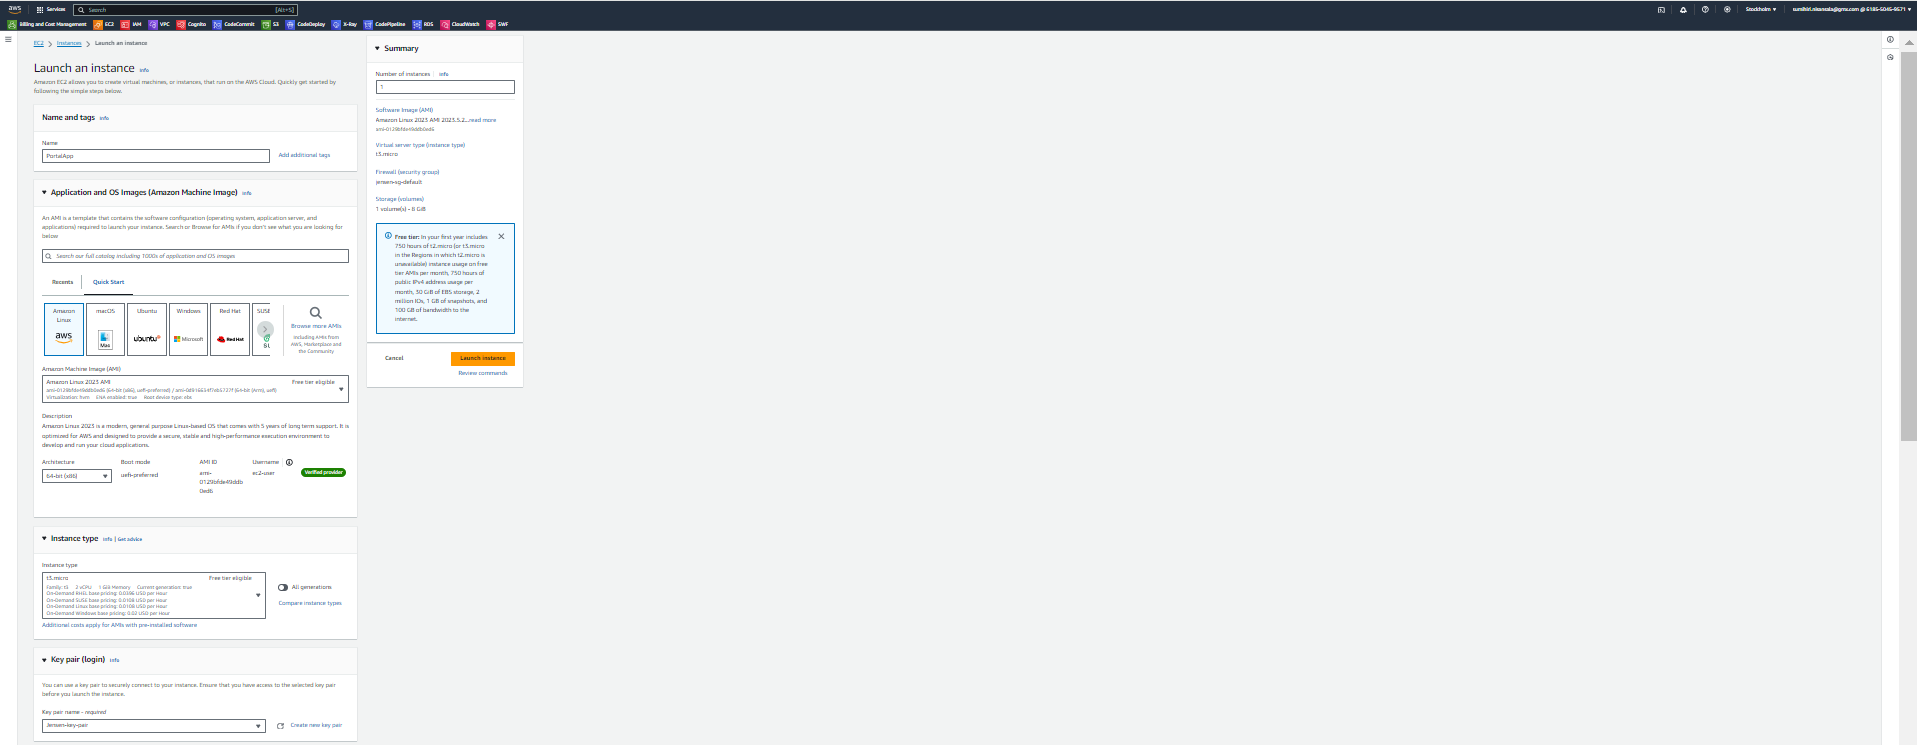 aws
Services
Search
[Alt+S]
Stockholm
sumihiri.nisansala@gmx.com @ 6185-5045-9571
Billing and Cost Management
EC2
IAM
VPC
Cognito
CodeCommit
S3
CodeDeploy
X-Ray
CodePipeline
RDS
CloudWatch
SWF
EC2 > Instances > Launch an instance
Launch an instance Info
Amazon EC2 allows you to create virtual machines, or instances, that run on the AWS Cloud. Quickly get started by
following the simple steps below.
Name and tags Info
Name
PortalApp
Add additional tags
Application and OS Images (Amazon Machine Image) Info
An AMI is a template that contains the software configuration (operating system, application server, and
applications) required to launch your instance. Search or Browse for AMIs if you don't see what you are looking for
below
Search our full catalog including 1000s of application and OS images
Recents
Quick Start
Amazon
Linux
aws
macOS
Mac
Ubuntu
ubuntu
Windows
Microsoft
Red Hat
Red Hat
SUSE
SU
Browse more AMIs
Including AMIs from
AWS, Marketplace and
the Community
Amazon Machine Image (AMI)
Amazon Linux 2023 AMI
Free tier eligible
ami-0129bfde49ddb0ed6 (64-bit (x86), uefi-preferred) / ami-0d916634f7eb5727f (64-bit (Arm), uefi)
Virtualization: hvm ENA enabled: true Root device type: ebs
Description
Amazon Linux 2023 is a modern, general purpose Linux-based OS that comes with 5 years of long term support. It is
optimized for AWS and designed to provide a secure, stable and high-performance execution environment to
develop and run your cloud applications.
Architecture
64-bit (x86)
Boot mode
uefi-preferred
AMI ID
ami-
0129bfde49ddb
0ed6
Username
ec2-user
Verified provider
Instance type Info | Get advice
Instance type
t3.micro
Free tier eligible
Family: t3 2 vCPU 1 GiB Memory Current generation: true
On-Demand RHEL base pricing: 0.0396 USD per Hour
On-Demand SUSE base pricing: 0.0108 USD per Hour
On-Demand Linux base pricing: 0.0108 USD per Hour
On-Demand Windows base pricing: 0.02 USD per Hour
All generations
Compare instance types
Additional costs apply for AMIs with pre-installed software
Key pair (login) Info
You can use a key pair to securely connect to your instance. Ensure that you have access to the selected key pair
before you launch the instance.
Key pair name - required
Jensen-key-pair
Create new key pair
Summary
Number of instances Info
1
Software Image (AMI)
Amazon Linux 2023 AMI 2023.5.2...read more
ami-0129bfde49ddb0ed6
Virtual server type (instance type)
t3.micro
Firewall (security group)
jensen-sg-default
Storage (volumes)
1 volume(s) - 8 GiB
Free tier: In your first year includes
750 hours of t2.micro (or t3.micro
in the Regions in which t2.micro is
unavailable) instance usage on free
tier AMIs per month, 750 hours of
public IPv4 address usage per
month, 30 GiB of EBS storage, 2
million IOs, 1 GB of snapshots, and
100 GB of bandwidth to the
internet.
Cancel
Launch instance
Review commands